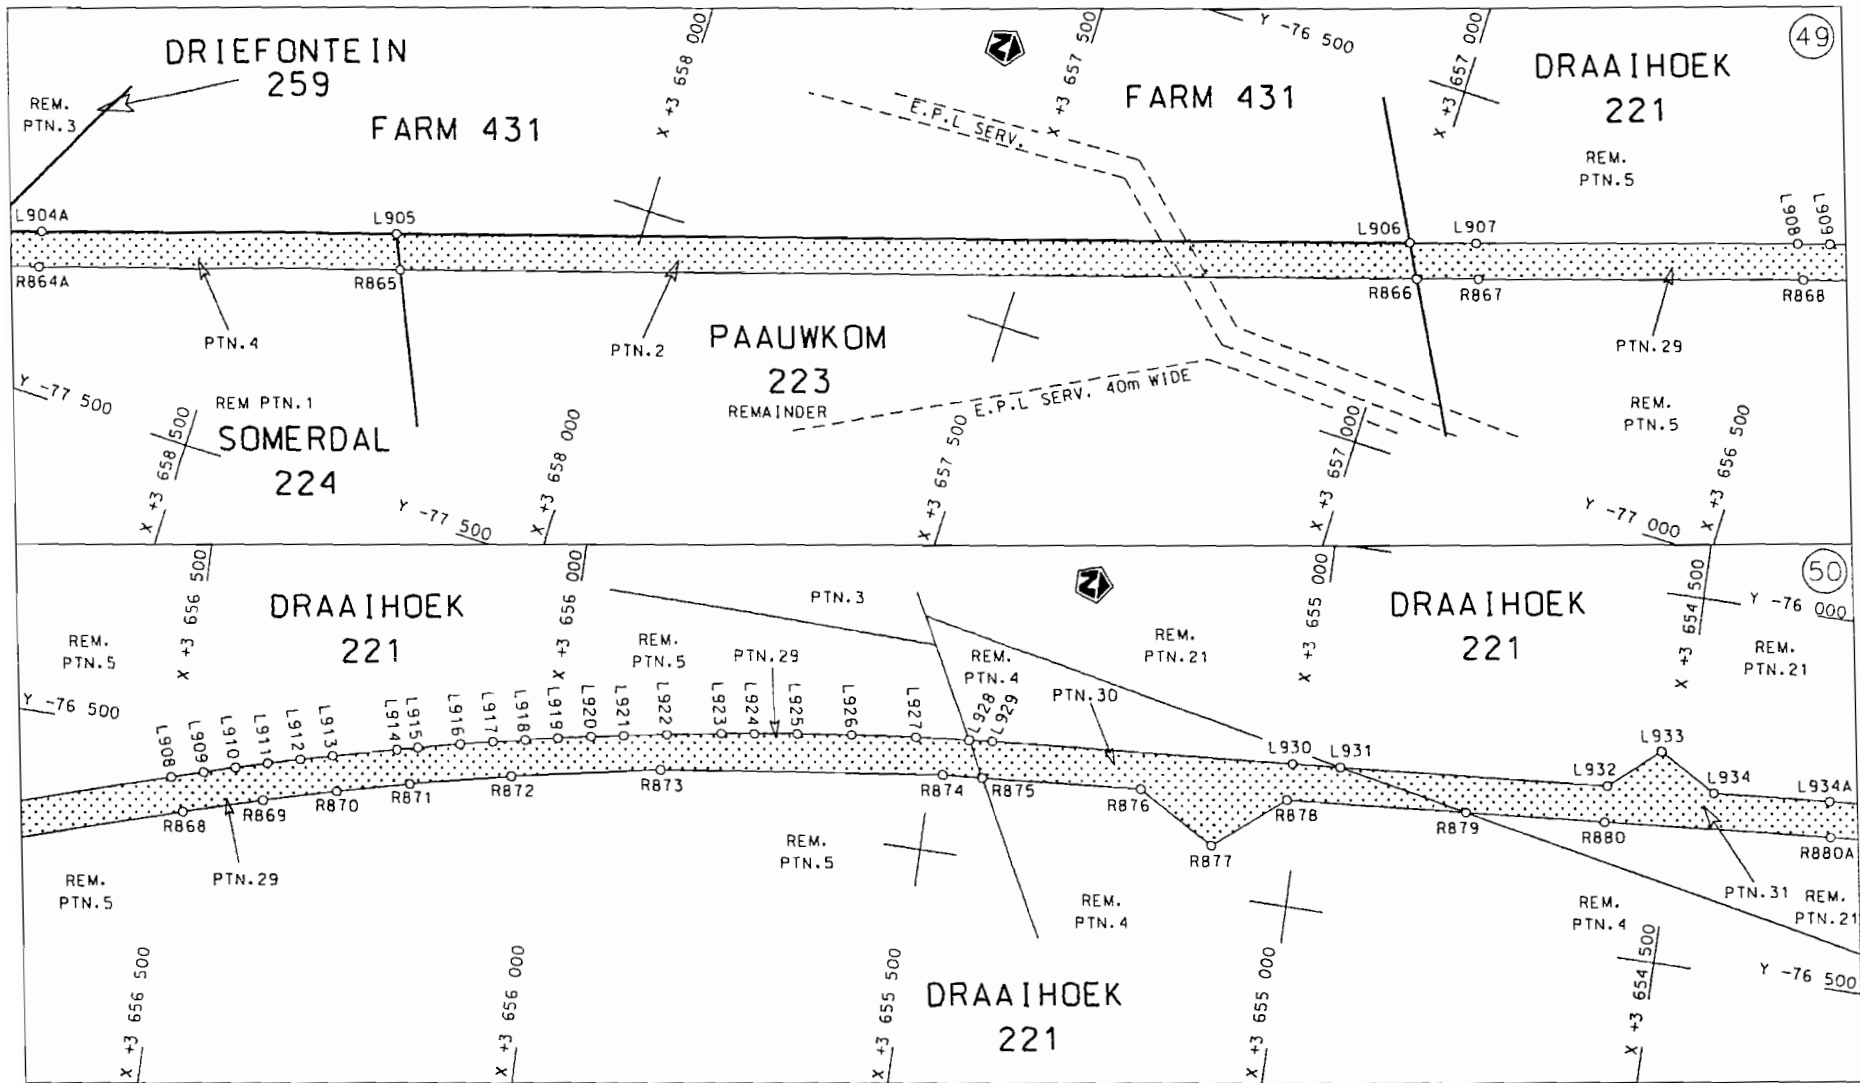 DRIEFONTEIN
259
REM.
PTN.3
FARM 431
X +3 658 000
N
X +3 657 500
Y -76 500
X +3 657 000
49
DRAAIHOEK
221
FARM 431
E.P.L SERV.
REM.
PTN.5
L904A
L905
L906
L907
L908
L909
R864A
R865
R866
R867
R868
PTN.4
PTN.2
PAAUWKOM
223
REMAINDER
PTN.29
E.P.L SERV. 40m WIDE
REM.
PTN.5
Y -77 500
REM PTN.1
SOMERDAL
224
X +3 658 500
Y -77 500
X +3 658 000
X +3 657 500
X +3 657 000
Y -77 000
X +3 656 500
50
X +3 656 500
DRAAIHOEK
221
X +3 656 000
PTN.3
N
X +3 655 000
DRAAIHOEK
221
X +3 654 500
Y -76 000
REM.
PTN.5
REM.
PTN.5
PTN.29
REM.
PTN.4
REM.
PTN.21
PTN.30
REM.
PTN.21
Y -76 500
L908
L909
L910
L911
L912
L913
L914
L915
L916
L917
L918
L919
L920
L921
L922
L923
L924
L925
L926
L927
L928
L929
L930
L931
L932
L933
L934
L934A
R868
R869
R870
R871
R872
R873
R874
R875
R876
R877
R878
R879
R880
R880A
REM.
PTN.5
PTN.29
REM.
PTN.5
REM.
PTN.4
REM.
PTN.4
PTN.31
REM.
PTN.21
X +3 656 500
X +3 656 000
X +3 655 500
DRAAIHOEK
221
X +3 655 000
X +3 654 500
Y -76 500